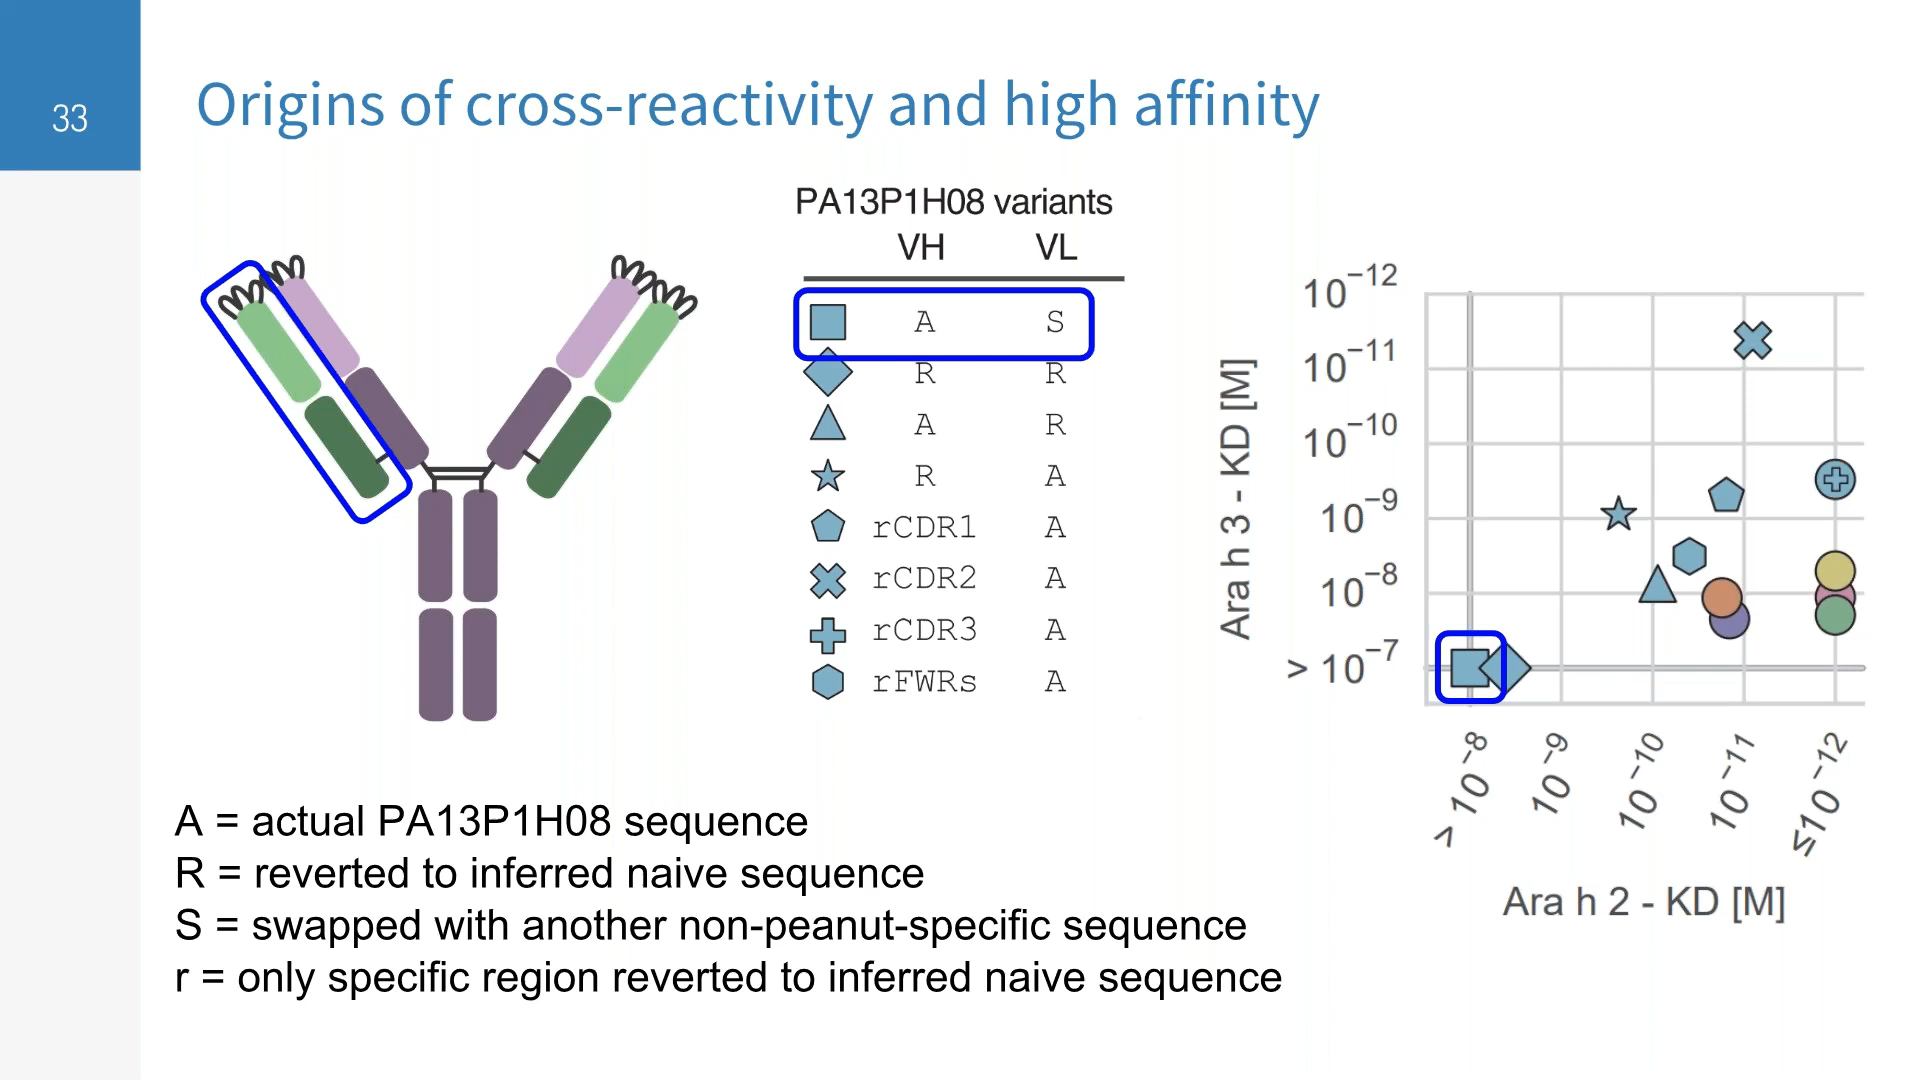 33
Origins of cross-reactivity and high affinity
PA13P1H08 variants
VH VL
A S
R R
A R
R A
rCDR1 A
rCDR2 A
rCDR3 A
rFWRs A
Ara h 3 - KD [M]
10⁻¹²
10⁻¹¹
10⁻¹⁰
10⁻⁹
10⁻⁸
> 10⁻⁷
> 10⁻⁸
10⁻⁹
10⁻¹⁰
10⁻¹¹
≤10⁻¹²
Ara h 2 - KD [M]
A = actual PA13P1H08 sequence
R = reverted to inferred naive sequence
S = swapped with another non-peanut-specific sequence
r = only specific region reverted to inferred naive sequence